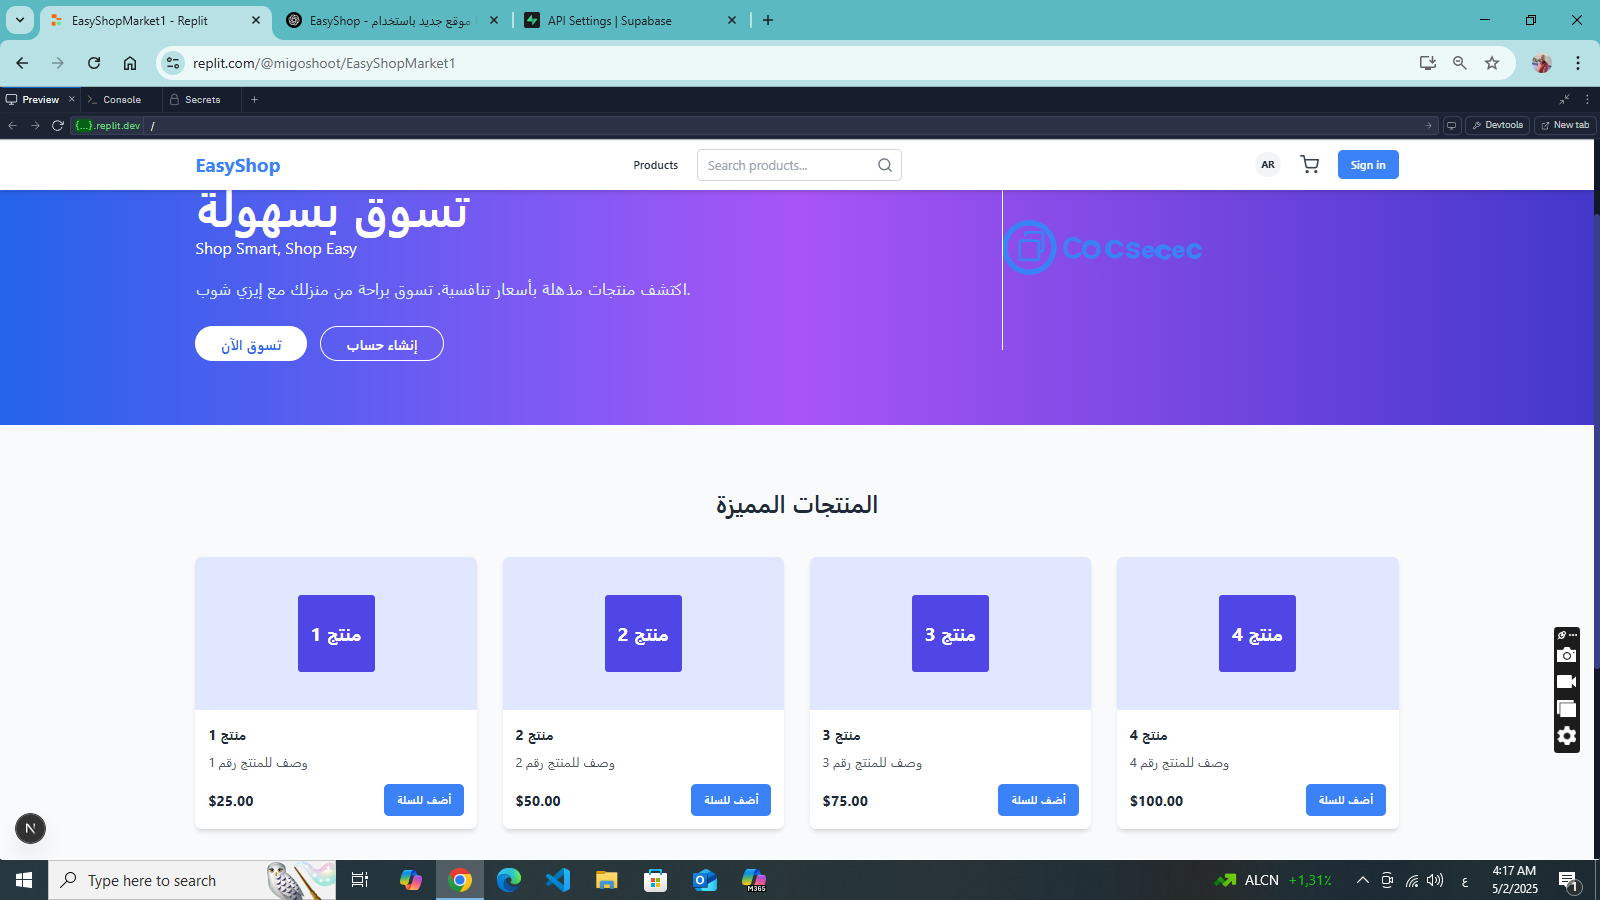 EasyShopMarket1 - Replit
EasyShop - موقع جديد باستخدام
API Settings | Supabase
replit.com/@migoshoot/EasyShopMarket1
Preview
Console
Secrets
{...}.replit.dev /
Devtools
New tab
EasyShop
Products
Search products...
AR
Sign in
تسوق بسهولة
Shop Smart, Shop Easy
اكتشف منتجات مذهلة بأسعار تنافسية. تسوق براحة من منزلك مع إيزي شوب.
تسوق الآن
إنشاء حساب
Cocsecec
المنتجات المميزة
منتج 1
منتج 2
منتج 3
منتج 4
منتج 1
وصف للمنتج رقم 1
$25.00
أضف للسلة
منتج 2
وصف للمنتج رقم 2
$50.00
أضف للسلة
منتج 3
وصف للمنتج رقم 3
$75.00
أضف للسلة
منتج 4
وصف للمنتج رقم 4
$100.00
أضف للسلة
N
Type here to search
M365
ALCN +1,31%
ع
4:17 AM
5/2/2025
1